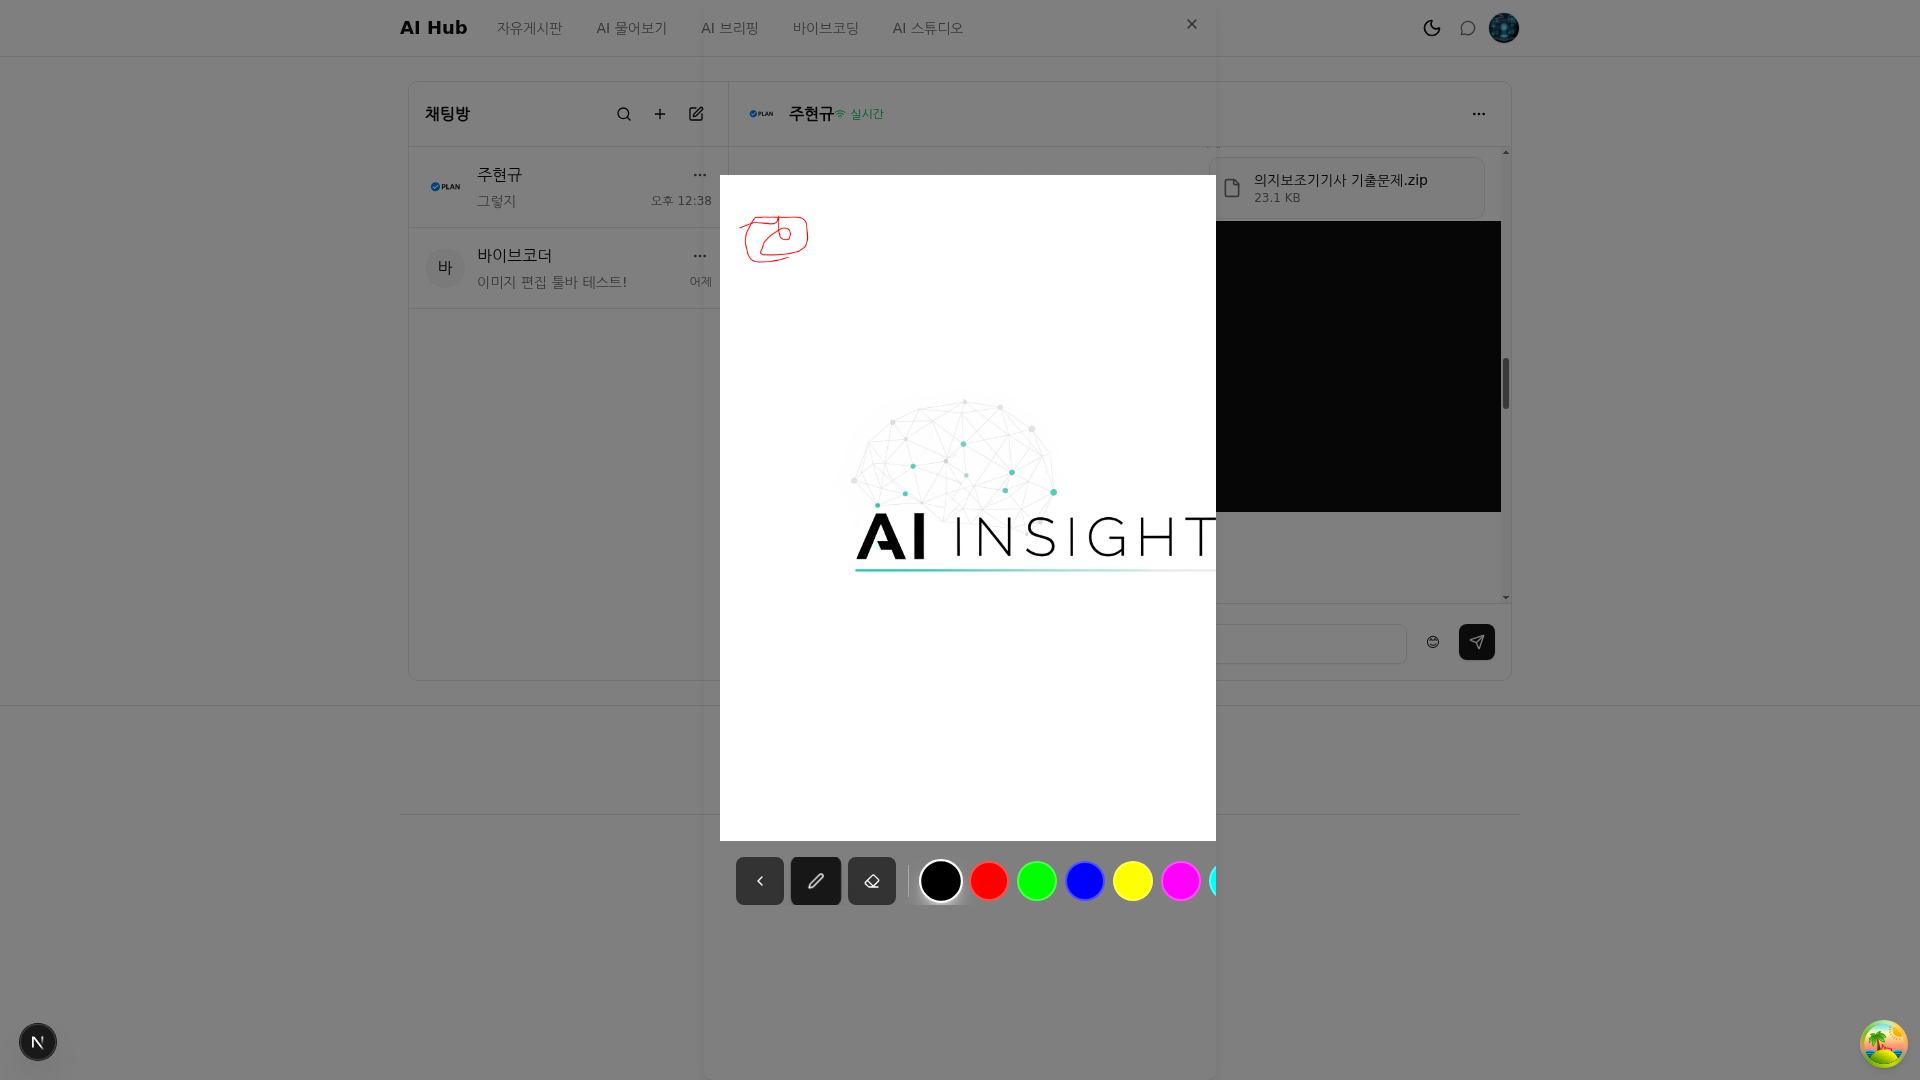 AI Hub
자유게시판
AI 물어보기
AI 브리핑
바이브코딩
AI 스튜디오
채팅방
PLAN
주현규
그렇지
오후 12:38
바
바이브코더
이미지 편집 툴바 테스트!
어제
PLAN
주현규
실시간
의지보조기기사 기출문제.zip
23.1 KB
AI INSIGHT
N